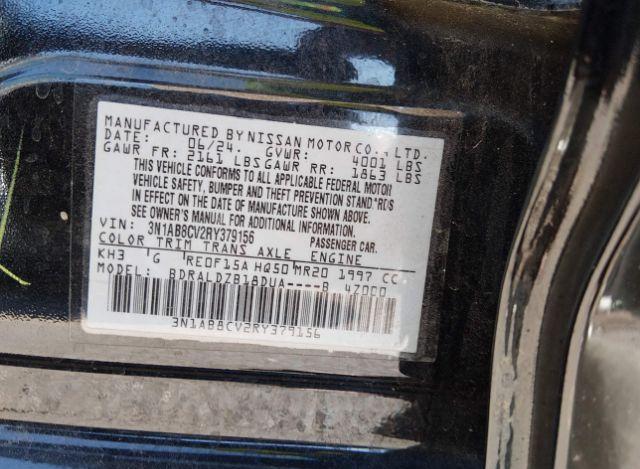 MANUFACTURED BY NISSAN MOTOR CO., LTD.
DATE: 06/24. GVWR: 4001 LBS
GAWR FR: 2161 LBS GAWR RR: 1863 LBS
THIS VEHICLE CONFORMS TO ALL APPLICABLE FEDERAL MOTOR
VEHICLE SAFETY, BUMPER AND THEFT PREVENTION STANDARDS
IN EFFECT ON THE DATE OF MANUFACTURE SHOWN ABOVE.
SEE OWNER'S MANUAL FOR ADDITIONAL INFORMATION.
VIN: 3N1AB8CV2RY379156 PASSENGER CAR.
COLOR TRIM TRANS AXLE ENGINE
KH3 G RE0F15A HG50 MR20 1997 CC
MODEL: BDRALDZB18DUA----B 4Z000
3N1AB8CV2RY379156